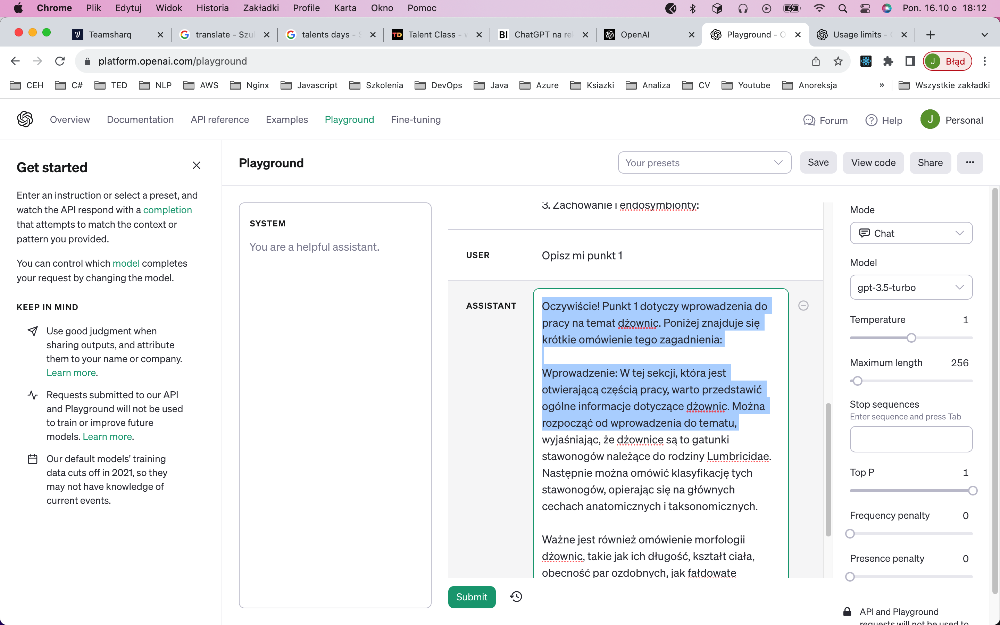 Chrome Plik Edytuj Widok Historia Zakładki Profile Karta Okno Pomoc Pon. 16.10 o 18:12
Teamsharq translate - Szu talents days - S Talent Class - w BI ChatGPT na re OpenAI Playground - O Usage limits -
platform.openai.com/playground J Błąd
CEH C# TED NLP AWS Nginx Javascript Szkolenia DevOps Java Azure Ksiazki Analiza CV Youtube Anoreksja » Wszystkie zakładki
Overview Documentation API reference Examples Playground Fine-tuning Forum Help J Personal
Get started
Enter an instruction or select a preset, and
watch the API respond with a completion
that attempts to match the context or
pattern you provided.
You can control which model completes
your request by changing the model.
KEEP IN MIND
Use good judgment when
sharing outputs, and attribute
them to your name or company.
Learn more.
Requests submitted to our API
and Playground will not be used
to train or improve future
models. Learn more.
Our default models' training
data cuts off in 2021, so they
may not have knowledge of
current events.
Playground Your presets Save View code Share ...
SYSTEM
You are a helpful assistant.
3. Zachowanie i endosymbionty:
USER Opisz mi punkt 1
ASSISTANT
Oczywiście! Punkt 1 dotyczy wprowadzenia do
pracy na temat dżownic. Poniżej znajduje się
krótkie omówienie tego zagadnienia:
Wprowadzenie: W tej sekcji, która jest
otwierającą częścią pracy, warto przedstawić
ogólne informacje dotyczące dżownic. Można
rozpocząć od wprowadzenia do tematu,
wyjaśniając, że dżownice są to gatunki
stawonogów należące do rodziny Lumbricidae.
Następnie można omówić klasyfikację tych
stawonogów, opierając się na głównych
cechach anatomicznych i taksonomicznych.
Ważne jest również omówienie morfologii
dżownic, takie jak ich długość, kształt ciała,
obecność par ozdobnych, jak fałdowate
Submit
Mode
Chat
Model
gpt-3.5-turbo
Temperature 1
Maximum length 256
Stop sequences
Enter sequence and press Tab
Top P 1
Frequency penalty 0
Presence penalty 0
API and Playground
requests will not be used to